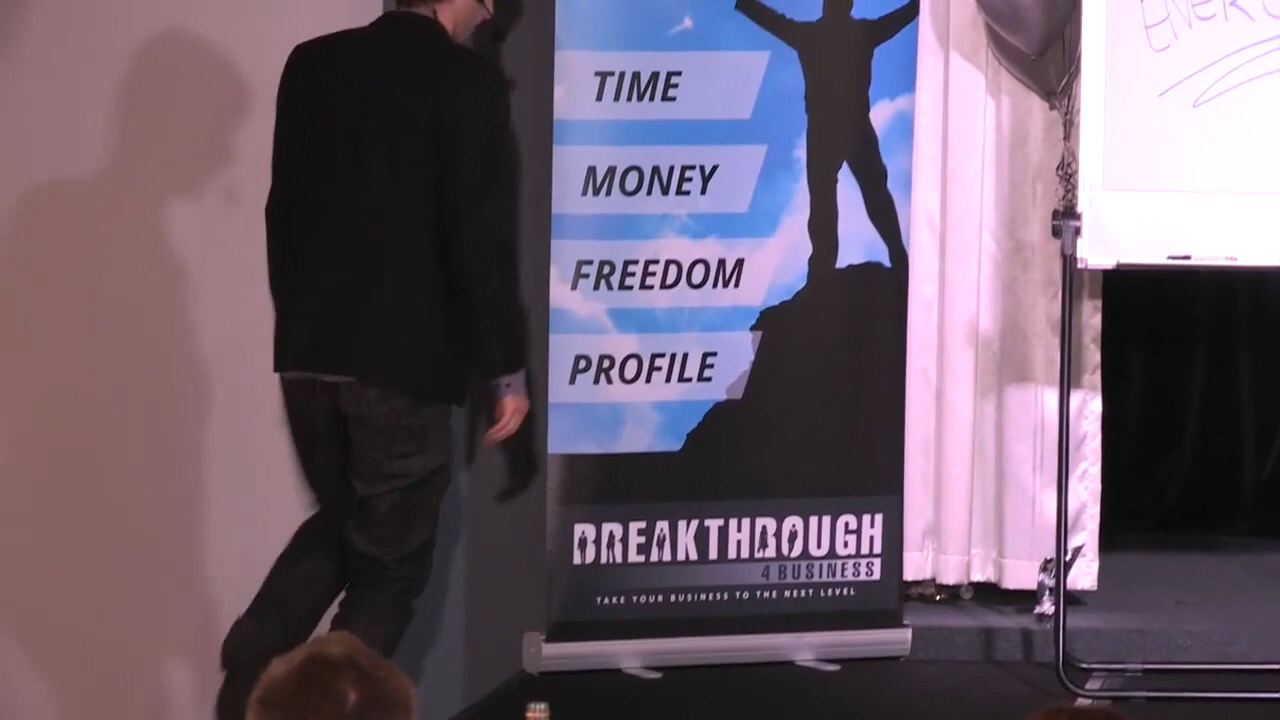 TIME
MONEY
FREEDOM
PROFILE
BREAKTHROUGH
4 BUSINESS
TAKE YOUR BUSINESS TO THE NEXT LEVEL